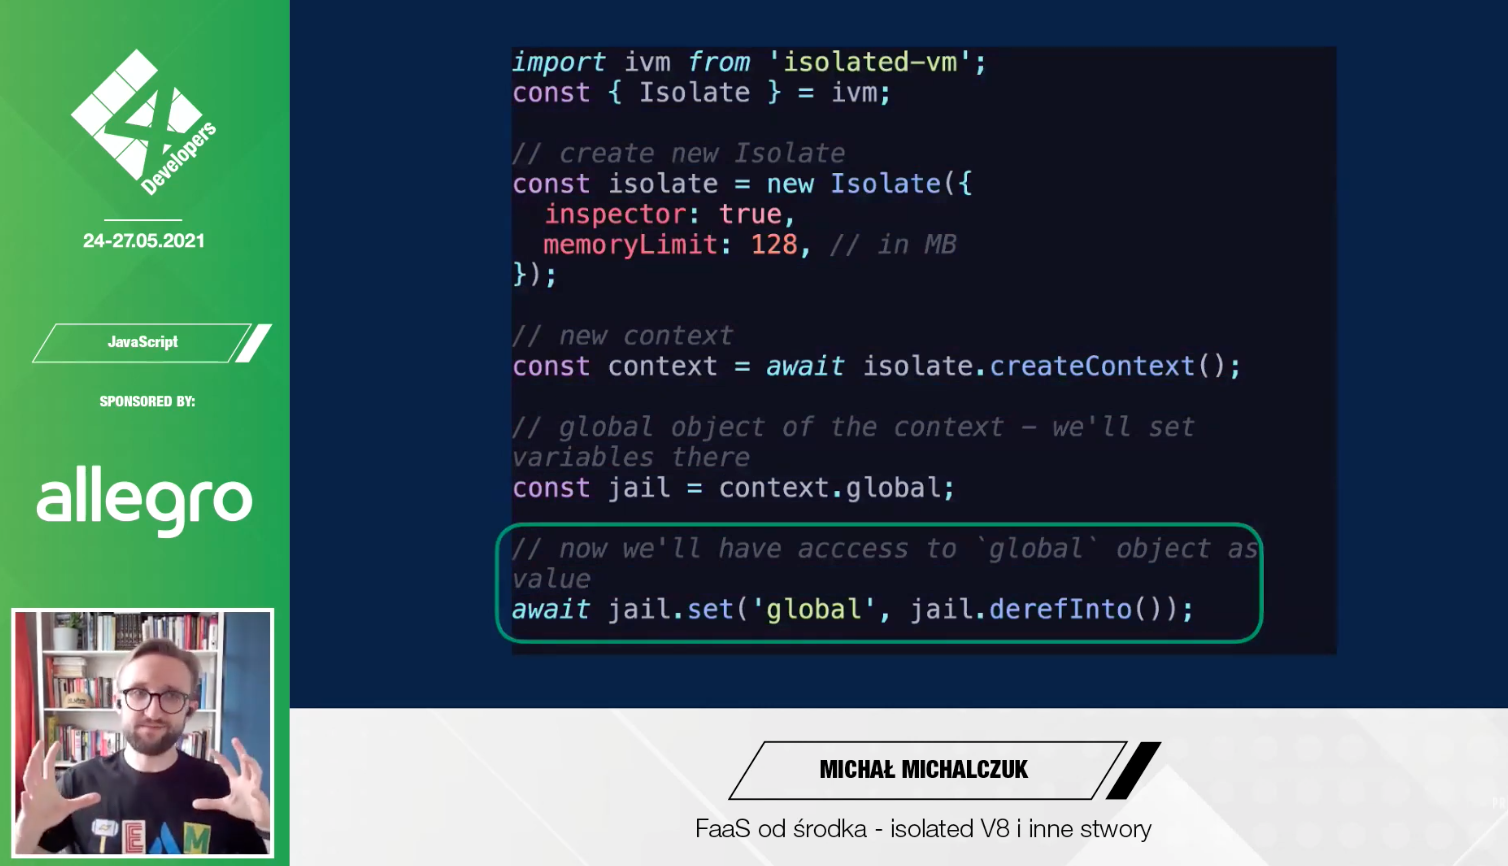 4
Developers
24-27.05.2021
JavaScript
SPONSORED BY:
allegro
import ivm from 'isolated-vm';
const { Isolate } = ivm;
// create new Isolate
const isolate = new Isolate({
inspector: true,
memoryLimit: 128, // in MB
});
// new context
const context = await isolate.createContext();
// global object of the context – we'll set
variables there
const jail = context.global;
// now we'll have acccess to `global` object as
value
await jail.set('global', jail.derefInto());
TEAM
MICHAŁ MICHALCZUK
FaaS od środka - isolated V8 i inne stwory